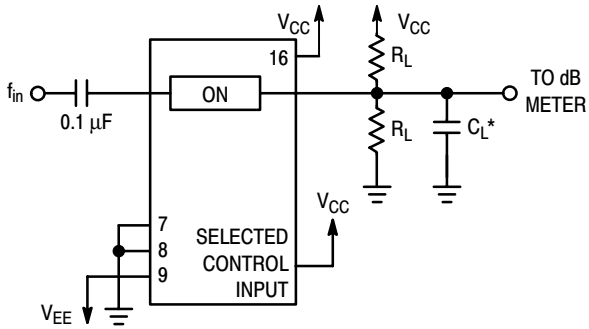 V_CC
V_CC
16
R_L
f_in
ON
TO dB
METER
0.1 μF
R_L
C_L*
V_CC
7
SELECTED
8
CONTROL
9
INPUT
V_EE